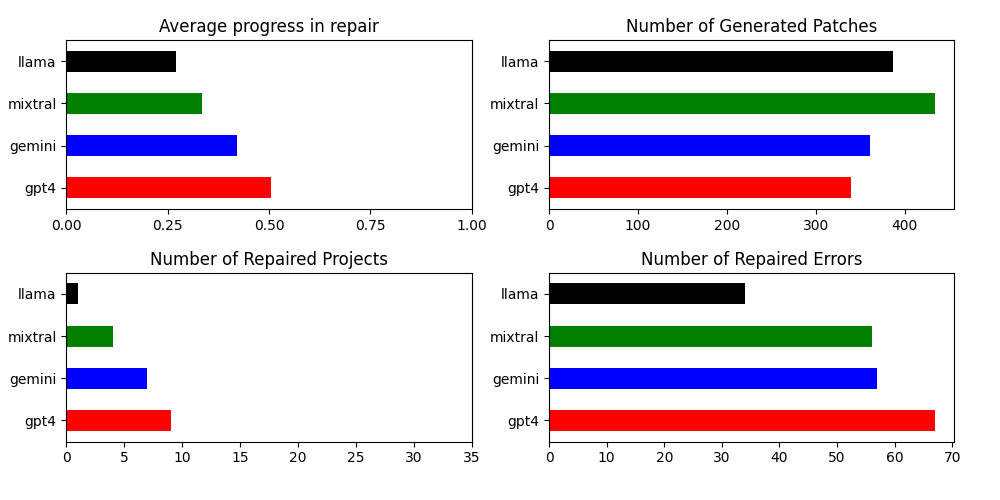 Average progress in repair
llama
mixtral
gemini
gpt4
0.00 0.25 0.50 0.75 1.00
Number of Generated Patches
llama
mixtral
gemini
gpt4
0 100 200 300 400
Number of Repaired Projects
llama
mixtral
gemini
gpt4
0 5 10 15 20 25 30 35
Number of Repaired Errors
llama
mixtral
gemini
gpt4
0 10 20 30 40 50 60 70